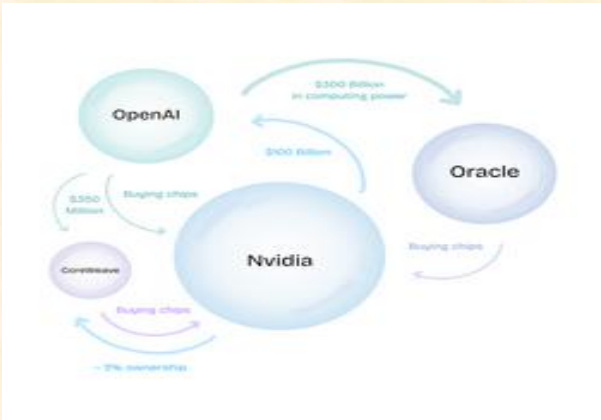 $300 Billion
in computing power
OpenAI
$100 Billion
Oracle
Buying chips
$350
Million
Buying chips
Nvidia
CoreWeave
Buying chips
ownership